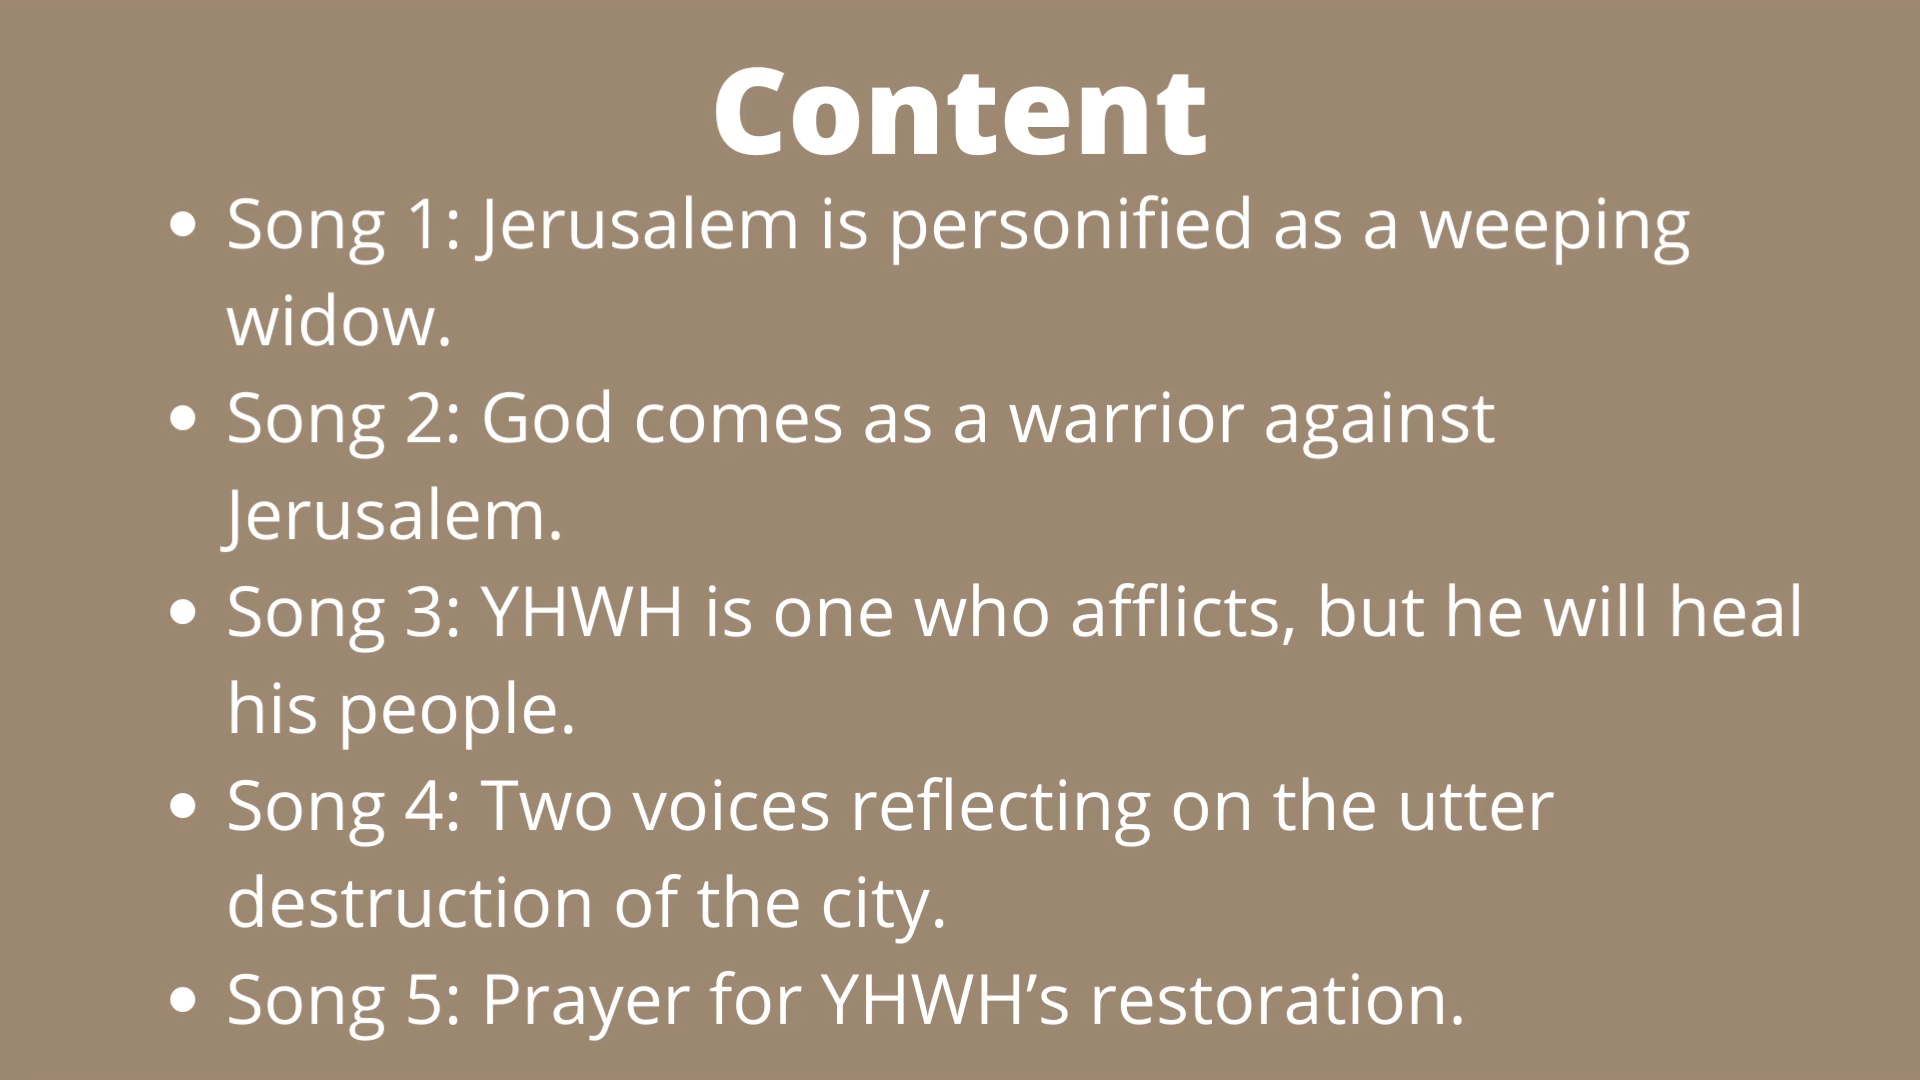 Content
• Song 1: Jerusalem is personified as a weeping
widow.
• Song 2: God comes as a warrior against
Jerusalem.
• Song 3: YHWH is one who afflicts, but he will heal
his people.
• Song 4: Two voices reflecting on the utter
destruction of the city.
• Song 5: Prayer for YHWH’s restoration.